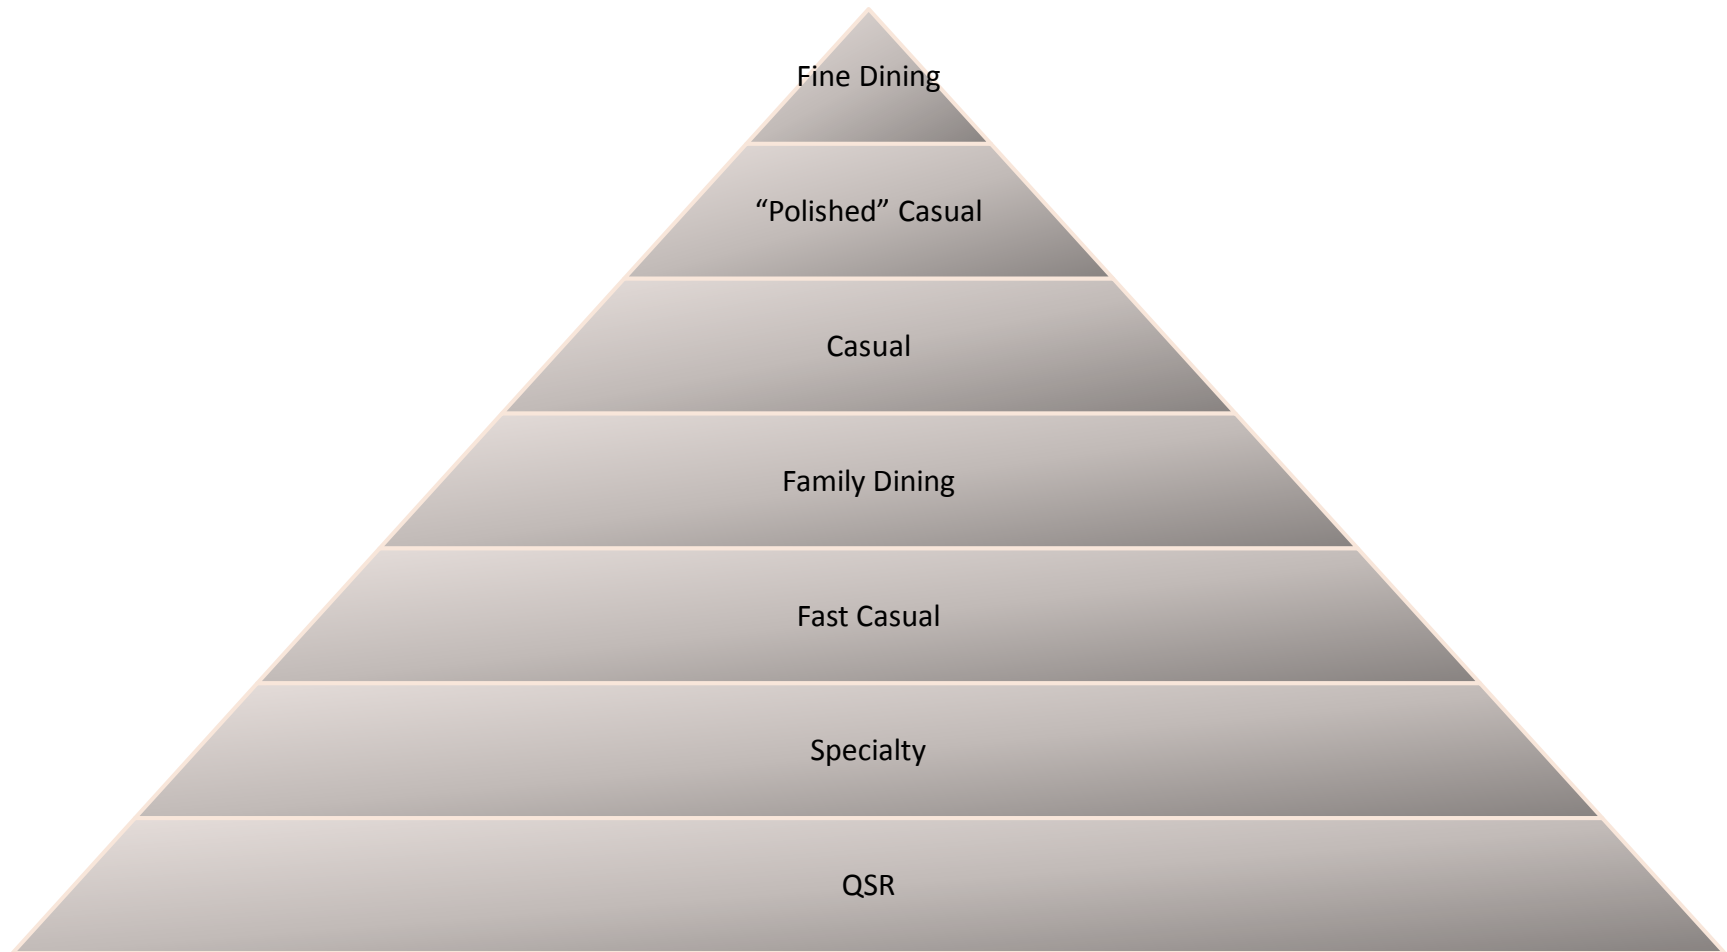 Fine Dining
“Polished” Casual
Casual
Family Dining
Fast Casual
Specialty
QSR